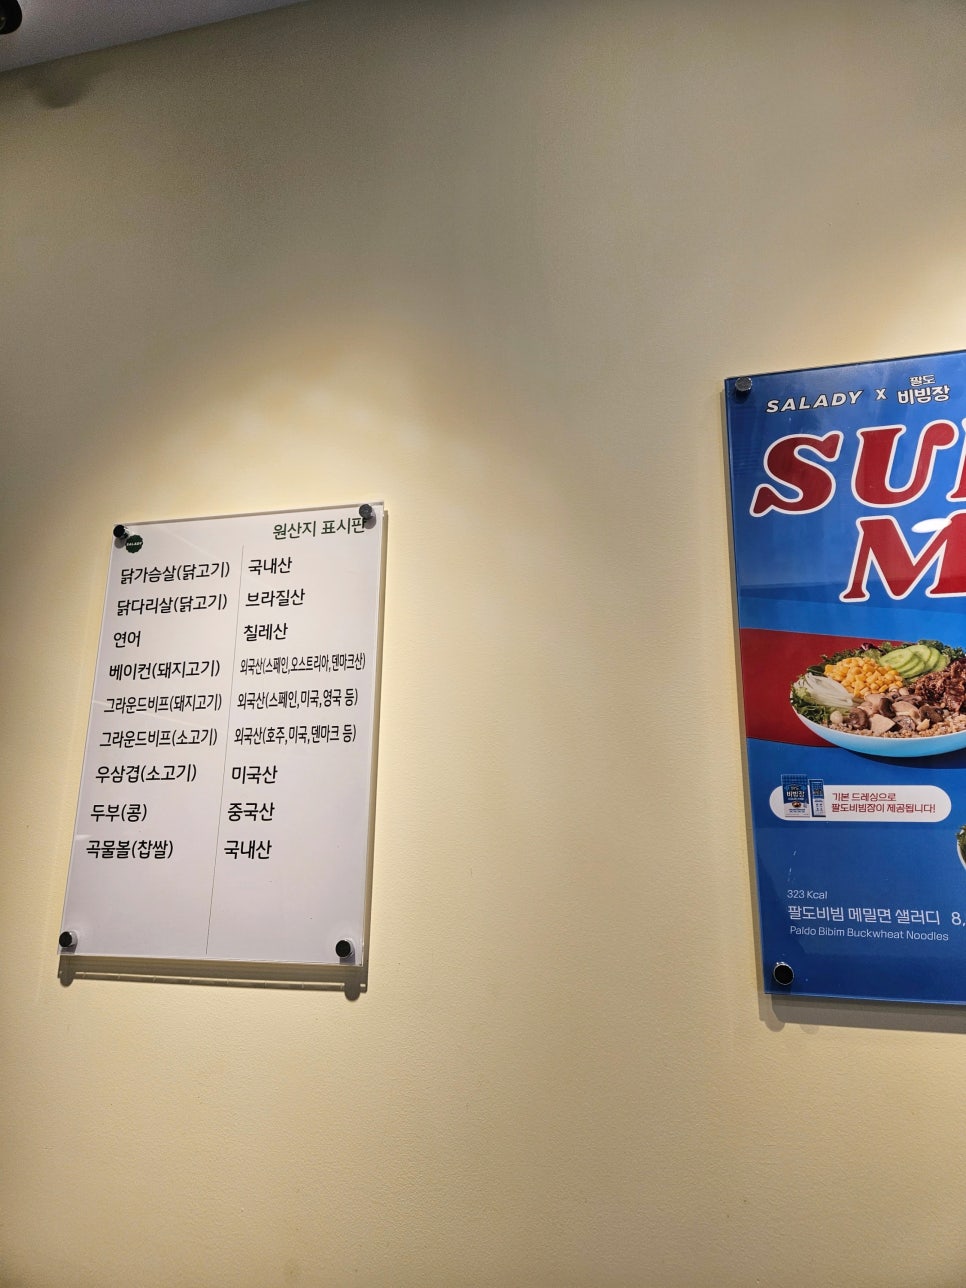 SALADY
원산지 표시판
닭가슴살(닭고기) 국내산
닭다리살(닭고기) 브라질산
연어 칠레산
베이컨(돼지고기) 외국산(스페인,오스트리아,덴마크산)
그라운드비프(돼지고기) 외국산(스페인,미국,영국 등)
그라운드비프(소고기) 외국산(호주,미국,덴마크 등)
우삼겹(소고기) 미국산
두부(콩) 중국산
곡물볼(찹쌀) 국내산
SALADY x 팔도 비빔장
SU
M
비빔장
기본 드레싱으로
팔도비빔장이 제공됩니다!
323 Kcal
팔도비빔 메밀면 샐러디 8,
Paldo Bibim Buckwheat Noodles